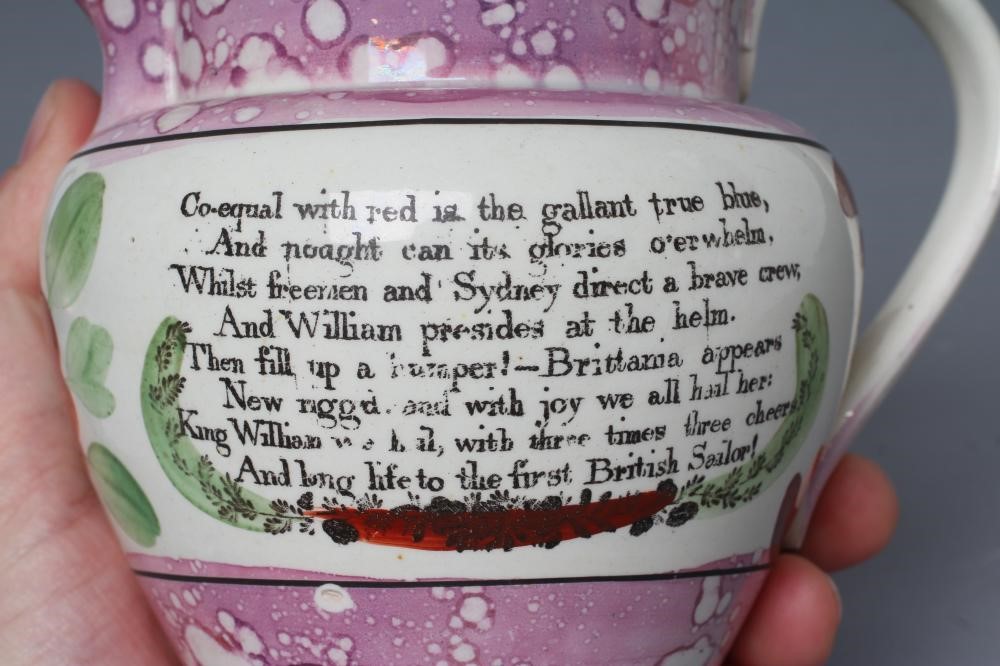 Co-equal with red is the gallant true blue,
And nought can its glories o'erwhelm,
Whilst freemen and Sydney direct a brave crew,
And William presides at the helm.
Then fill up a bumper!—Brittania appears
New rigg'd, and with joy we all hail her:
King William we hail, with three times three cheers
And long life to the first British Sailor!